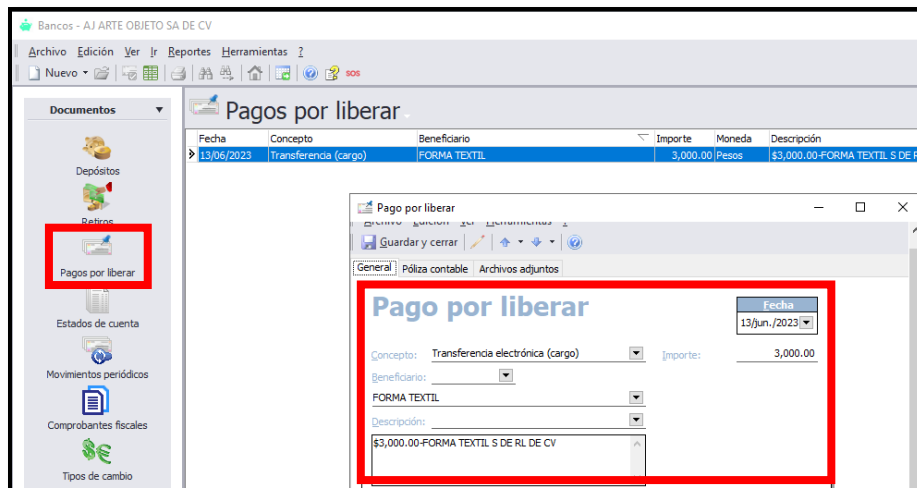 Bancos - AJ ARTE OBJETO SA DE CV
Archivo Edición Ver Ir Reportes Herramientas ?
Nuevo SOS
Documentos
Depósitos
Retiros
Pagos por liberar
Estados de cuenta
Movimientos periódicos
Comprobantes fiscales
Tipos de cambio
Pagos por liberar
Fecha Concepto Beneficiario Importe Moneda Descripción
13/06/2023 Transferencia (cargo) FORMA TEXTIL 3,000.00 Pesos $3,000.00-FORMA TEXTIL S DE R
Pago por liberar
Archivo Edición Ver Herramientas ?
Guardar y cerrar
General Póliza contable Archivos adjuntos
Pago por liberar
Fecha
13/jun./2023
Concepto: Transferencia electrónica (cargo) Importe: 3,000.00
Beneficiario:
FORMA TEXTIL
Descripción:
$3,000.00-FORMA TEXTIL S DE RL DE CV